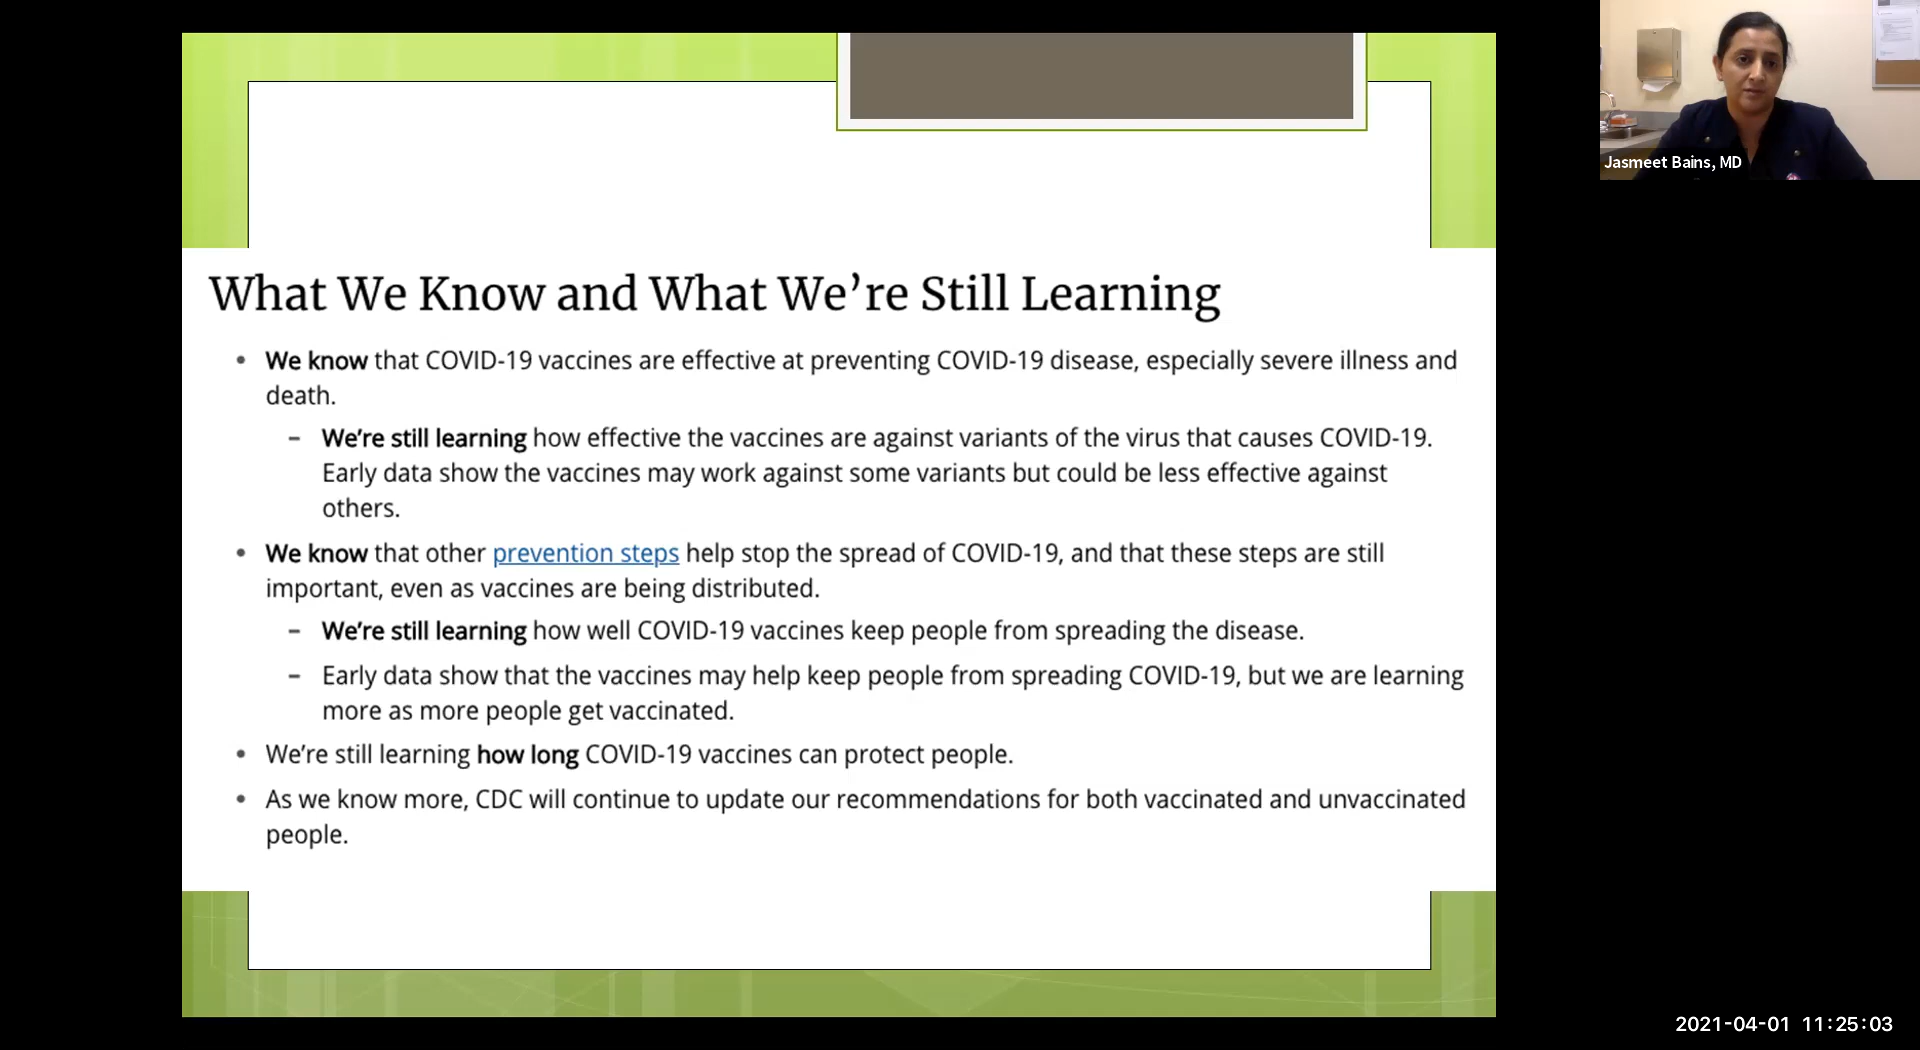 What We Know and What We’re Still Learning
• We know that COVID-19 vaccines are effective at preventing COVID-19 disease, especially severe illness and
death.
– We’re still learning how effective the vaccines are against variants of the virus that causes COVID-19.
Early data show the vaccines may work against some variants but could be less effective against
others.
• We know that other prevention steps help stop the spread of COVID-19, and that these steps are still
important, even as vaccines are being distributed.
– We’re still learning how well COVID-19 vaccines keep people from spreading the disease.
– Early data show that the vaccines may help keep people from spreading COVID-19, but we are learning
more as more people get vaccinated.
• We’re still learning how long COVID-19 vaccines can protect people.
• As we know more, CDC will continue to update our recommendations for both vaccinated and unvaccinated
people.
Jasmeet Bains, MD
2021-04-01 11:25:03